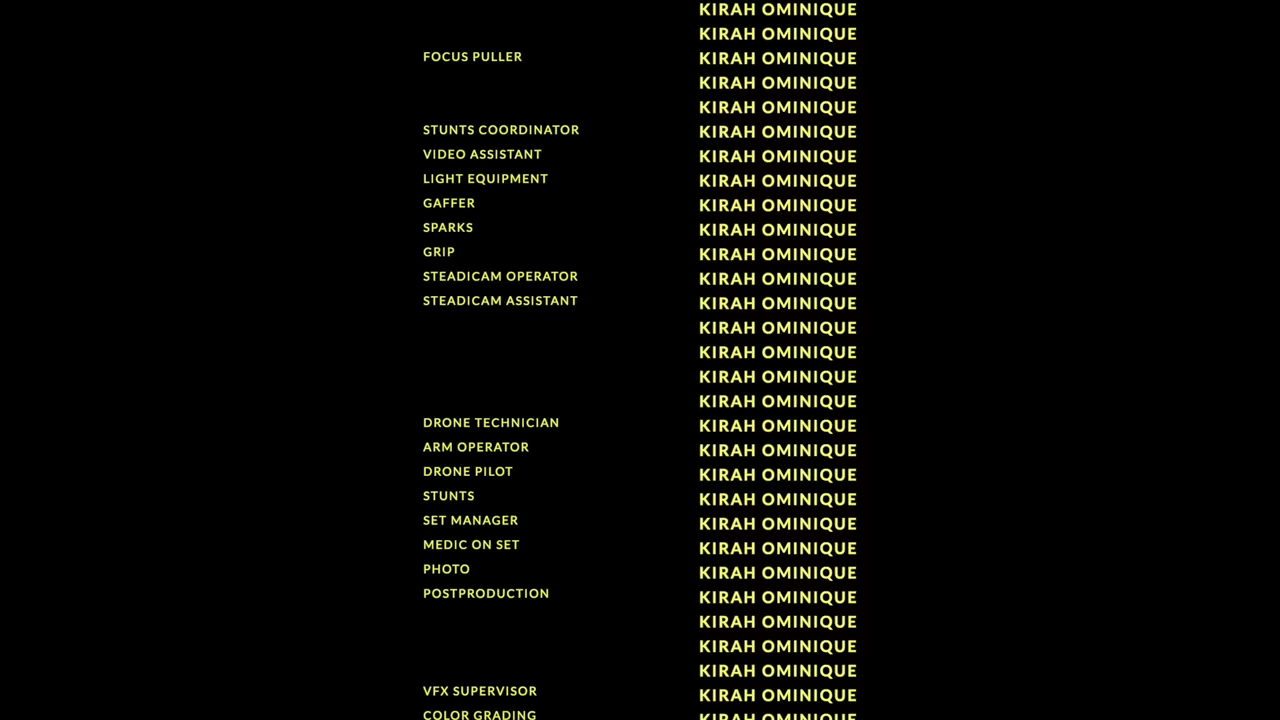 KIRAH OMINIQUE
KIRAH OMINIQUE
FOCUS PULLER KIRAH OMINIQUE
KIRAH OMINIQUE
KIRAH OMINIQUE
STUNTS COORDINATOR KIRAH OMINIQUE
VIDEO ASSISTANT KIRAH OMINIQUE
LIGHT EQUIPMENT KIRAH OMINIQUE
GAFFER KIRAH OMINIQUE
SPARKS KIRAH OMINIQUE
GRIP KIRAH OMINIQUE
STEADICAM OPERATOR KIRAH OMINIQUE
STEADICAM ASSISTANT KIRAH OMINIQUE
KIRAH OMINIQUE
KIRAH OMINIQUE
KIRAH OMINIQUE
KIRAH OMINIQUE
DRONE TECHNICIAN KIRAH OMINIQUE
ARM OPERATOR KIRAH OMINIQUE
DRONE PILOT KIRAH OMINIQUE
STUNTS KIRAH OMINIQUE
SET MANAGER KIRAH OMINIQUE
MEDIC ON SET KIRAH OMINIQUE
PHOTO KIRAH OMINIQUE
POSTPRODUCTION KIRAH OMINIQUE
KIRAH OMINIQUE
KIRAH OMINIQUE
KIRAH OMINIQUE
VFX SUPERVISOR KIRAH OMINIQUE
COLOR GRADING KIRAH OMINIQUE